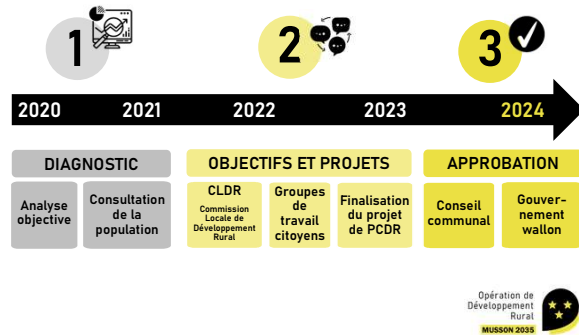 1
2
3
2020
2021
2022
2023
2024
DIAGNOSTIC
OBJECTIFS ET PROJETS
APPROBATION
Analyse
objective
Consultation
de la
population
CLDR
Commission
Locale de
Développement
Rural
Groupes
de
travail
citoyens
Finalisation
du projet
de PCDR
Conseil
communal
Gouver-
nement
wallon
Opération de
Développement
Rural
MUSSON 2035